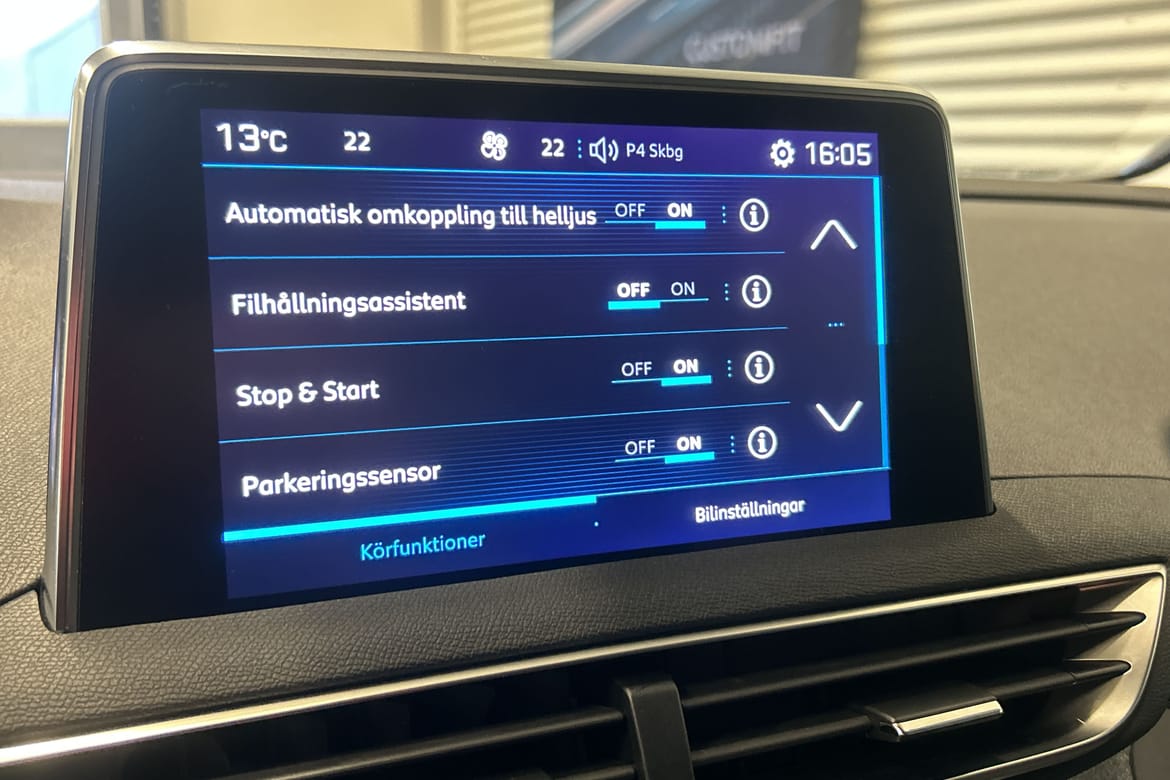 13°C 22 22 P4 Skbg 16:05
Automatisk omkoppling till helljus OFF ON
Filhållningsassistent OFF ON
Stop & Start OFF ON
Parkeringssensor OFF ON
Körfunktioner Bilinställningar